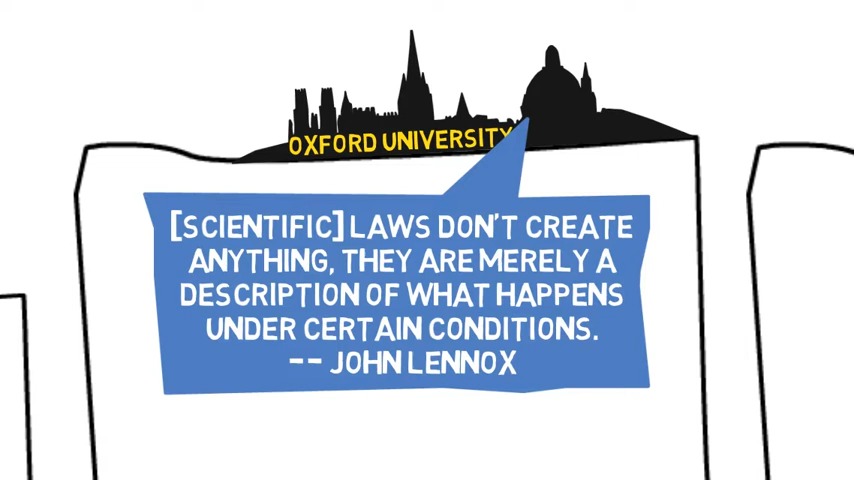 OXFORD UNIVERSITY
[SCIENTIFIC] LAWS DON'T CREATE
ANYTHING, THEY ARE MERELY A
DESCRIPTION OF WHAT HAPPENS
UNDER CERTAIN CONDITIONS.
-- JOHN LENNOX